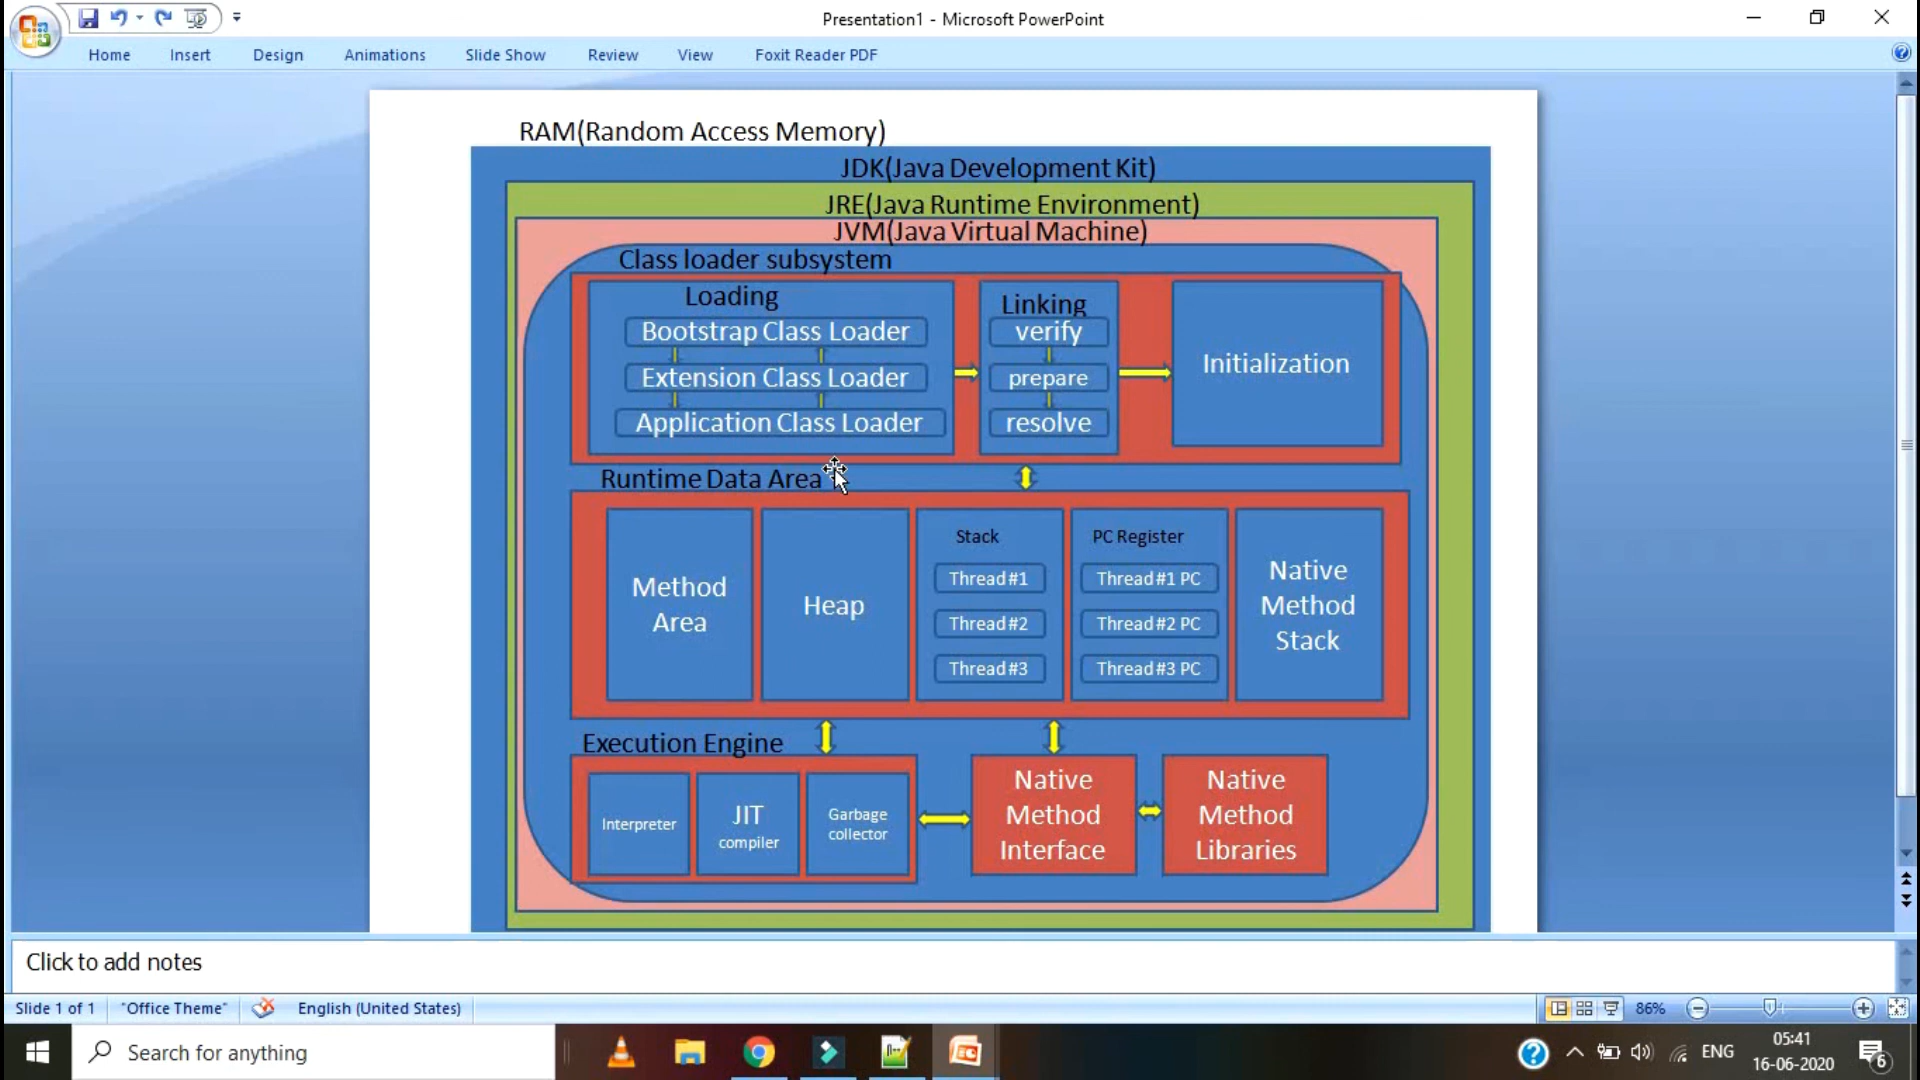 Presentation1 - Microsoft PowerPoint
Home Insert Design Animations Slide Show Review View Foxit Reader PDF
RAM(Random Access Memory)
JDK(Java Development Kit)
JRE(Java Runtime Environment)
JVM(Java Virtual Machine)
Class loader subsystem
Loading
Bootstrap Class Loader
Extension Class Loader
Application Class Loader
Linking
verify
prepare
resolve
Initialization
Runtime Data Area
Method
Area
Heap
Stack
Thread #1
Thread #2
Thread #3
PC Register
Thread #1 PC
Thread #2 PC
Thread #3 PC
Native
Method
Stack
Execution Engine
Interpreter
JIT
compiler
Garbage
collector
Native
Method
Interface
Native
Method
Libraries
Click to add notes
Slide 1 of 1 "Office Theme" English (United States) 86%
Search for anything
ENG
05:41
16-06-2020
6